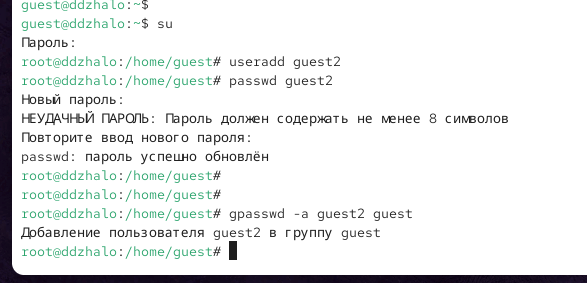 guest@ddzhalo:~$
guest@ddzhalo:~$ su
Пароль:
root@ddzhalo:/home/guest# useradd guest2
root@ddzhalo:/home/guest# passwd guest2
Новый пароль:
НЕУДАЧНЫЙ ПАРОЛЬ: Пароль должен содержать не менее 8 символов
Повторите ввод нового пароля:
passwd: пароль успешно обновлён
root@ddzhalo:/home/guest#
root@ddzhalo:/home/guest#
root@ddzhalo:/home/guest# gpasswd -a guest2 guest
Добавление пользователя guest2 в группу guest
root@ddzhalo:/home/guest#